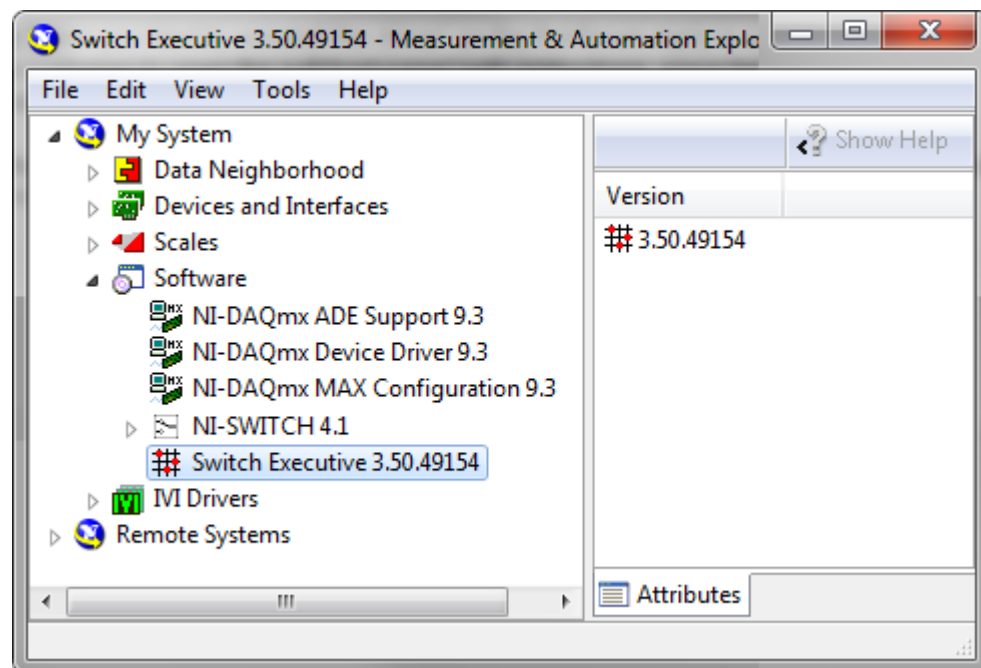 Switch Executive 3.50.49154 - Measurement & Automation Explo
File Edit View Tools Help
My System
Data Neighborhood
Devices and Interfaces
Scales
Software
NI-DAQmx ADE Support 9.3
NI-DAQmx Device Driver 9.3
NI-DAQmx MAX Configuration 9.3
NI-SWITCH 4.1
Switch Executive 3.50.49154
IVI Drivers
Remote Systems
Show Help
Version
3.50.49154
Attributes